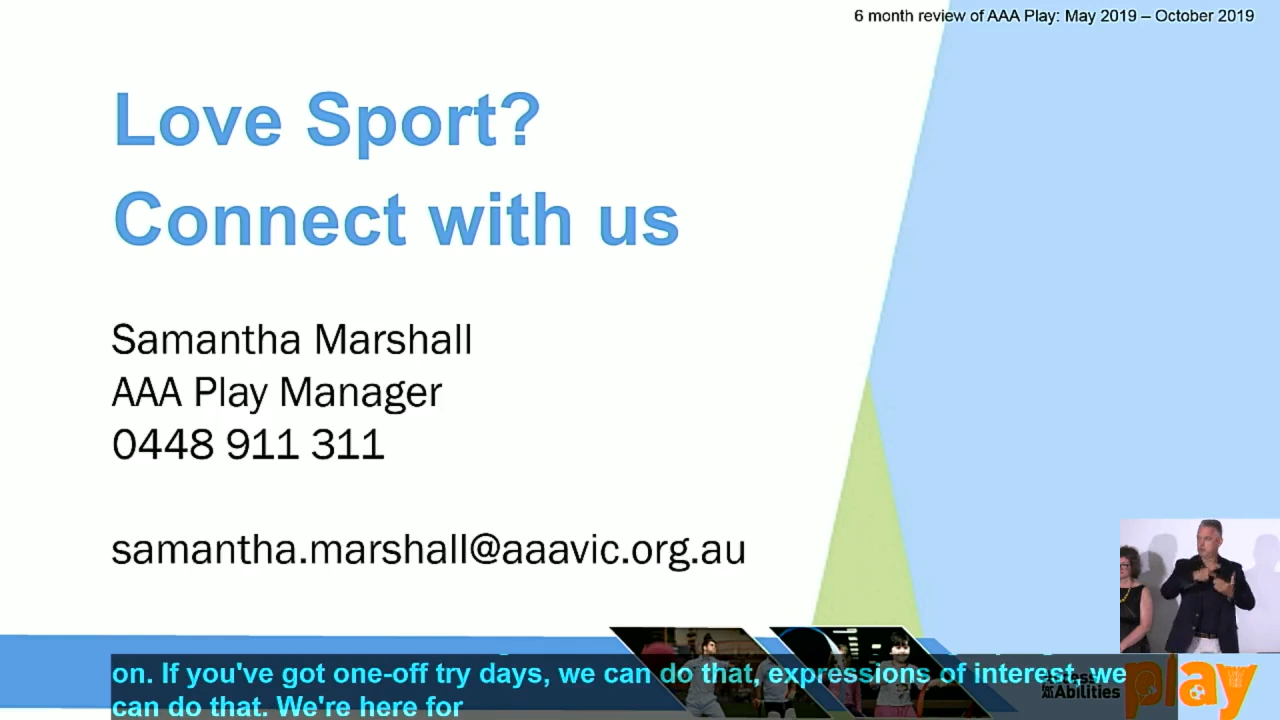 6 month review of AAA Play: May 2019 – October 2019
Love Sport?
Connect with us
Samantha Marshall
AAA Play Manager
0448 911 311
samantha.marshall@aaavic.org.au
on. If you've got one-off try days, we can do that, expressions of interest, we
can do that. We're here for
Abilities
play